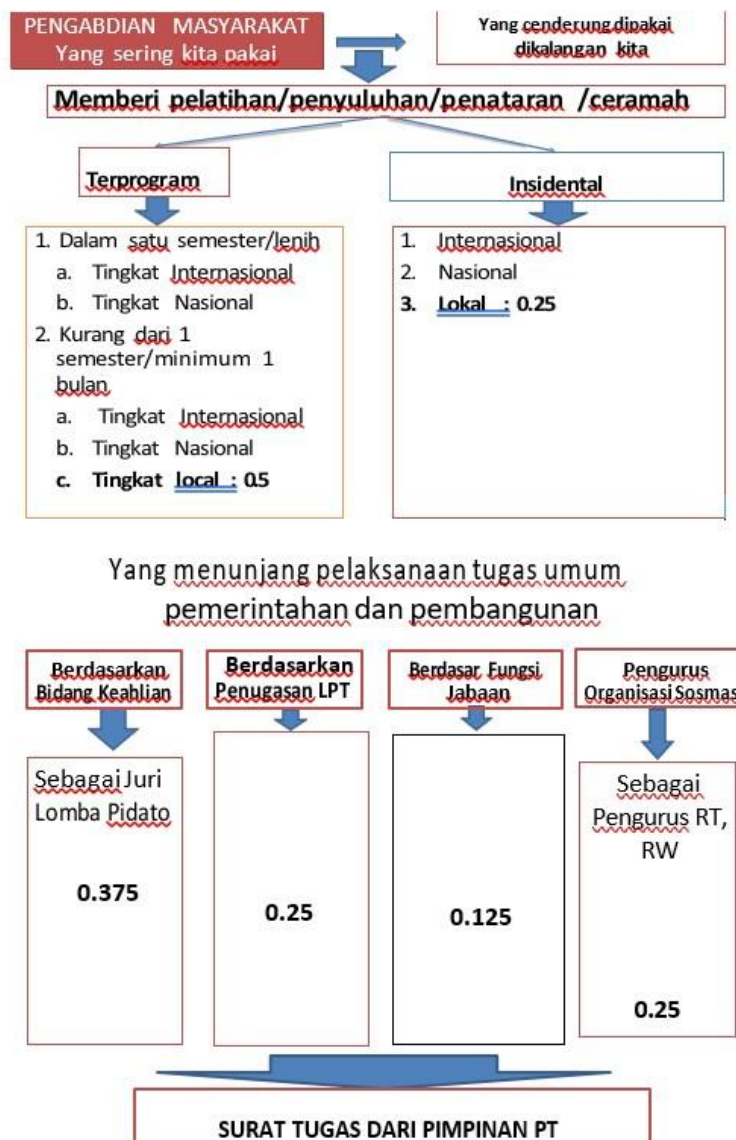 PENGABDIAN MASYARAKAT
Yang sering kita pakai
Yang cenderung dipakai
dikalangan kita
Memberi pelatihan/penyuluhan/penataran /ceramah
Terprogram
1. Dalam satu semester/lenih
a. Tingkat Internasional
b. Tingkat Nasional
2. Kurang dari 1
semester/minimum 1
bulan
a. Tingkat Internasional
b. Tingkat Nasional
c. Tingkat local : 0.5
Insidental
1. Internasional
2. Nasional
3. Lokal : 0.25
Yang menunjang pelaksanaan tugas umum
pemerintahan dan pembangunan
Berdasarkan
Bidang Keahlian
Sebagai Juri
Lomba Pidato
0.375
Berdasarkan
Penugasan LPT
0.25
Berdasar Fungsi
Jabaan
0.125
Pengurus
Organisasi Sosmas
Sebagai
Pengurus RT,
RW
0.25
SURAT TUGAS DARI PIMPINAN PT